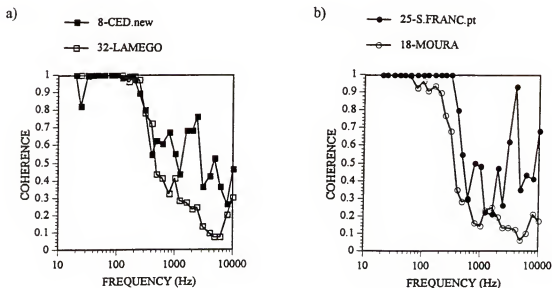 a)
8-CED.new
32-LAMEGO
COHERENCE
1
0.9
0.8
0.7
0.6
0.5
0.4
0.3
0.2
0.1
0
10 100 1000 10000
FREQUENCY (Hz)
b)
25-S.FRANC.pt
18-MOURA
COHERENCE
1
0.9
0.8
0.7
0.6
0.5
0.4
0.3
0.2
0.1
0
10 100 1000 10000
FREQUENCY (Hz)